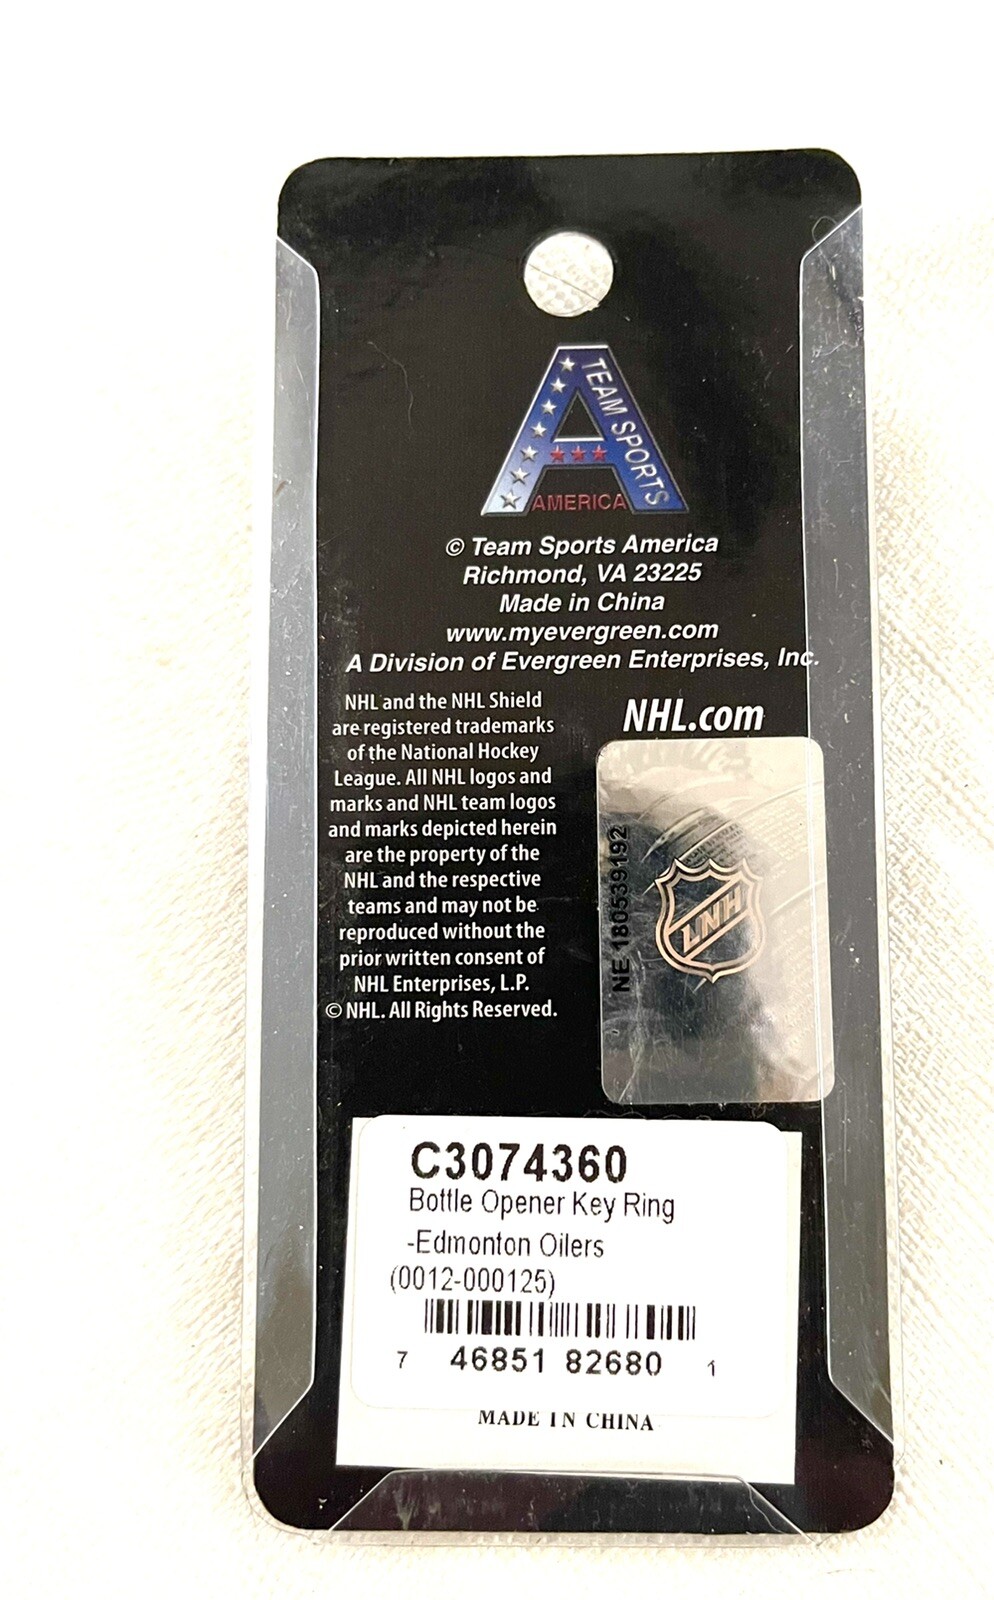 TEAM SPORTS
AMERICA
© Team Sports America
Richmond, VA 23225
Made in China
www.myevergreen.com
A Division of Evergreen Enterprises, Inc.
NHL and the NHL Shield
are registered trademarks
of the National Hockey
League. All NHL logos and
marks and NHL team logos
and marks depicted herein
are the property of the
NHL and the respective
teams and may not be
reproduced without the
prior written consent of
NHL Enterprises, L.P.
© NHL. All Rights Reserved.
NHL.com
NE 180539192
LNH
C3074360
Bottle Opener Key Ring
-Edmonton Oilers
(0012-000125)
7 46851 82680 1
MADE IN CHINA